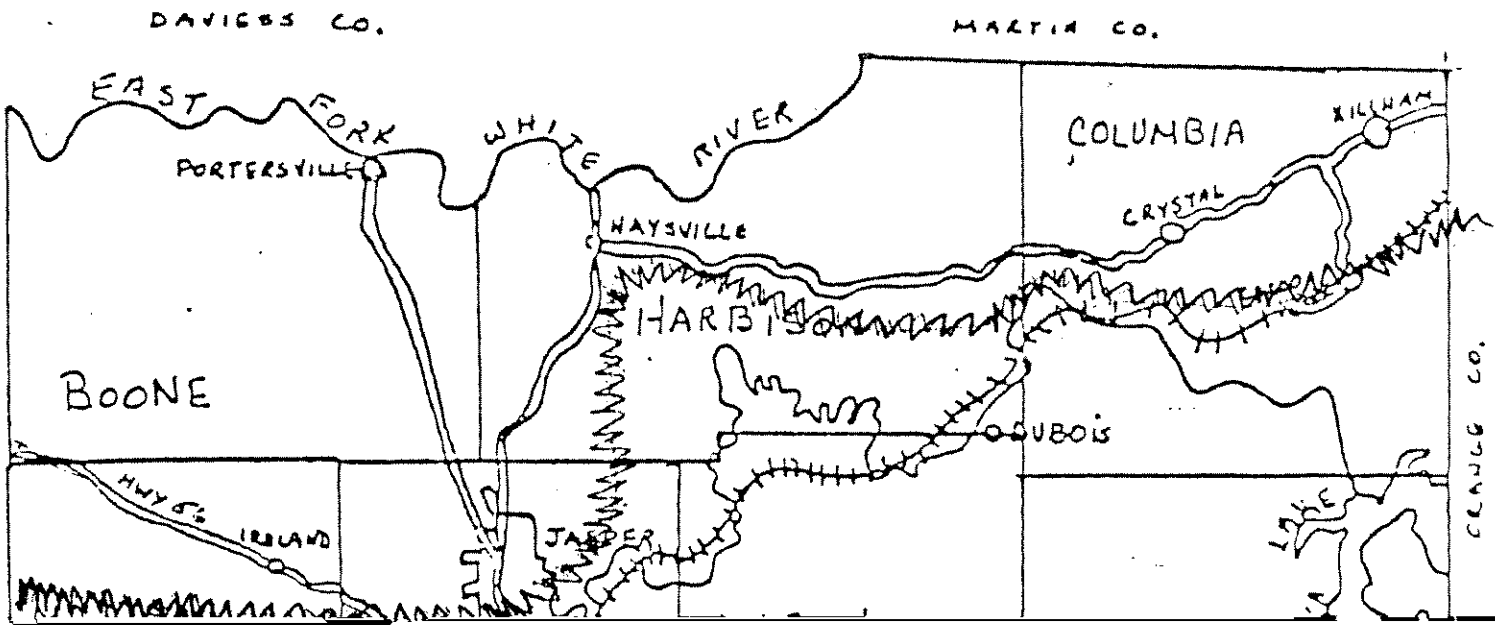 DAVIESS CO.
MARTIN CO.
EAST FORK WHITE RIVER
KILLHAM
COLUMBIA
PORTERSVILLE
CRYSTAL
HAYSVILLE
HARBISON
BOONE
ORANGE CO.
DUBOIS
HWY 56
IRELAND
JASPER
LAKE